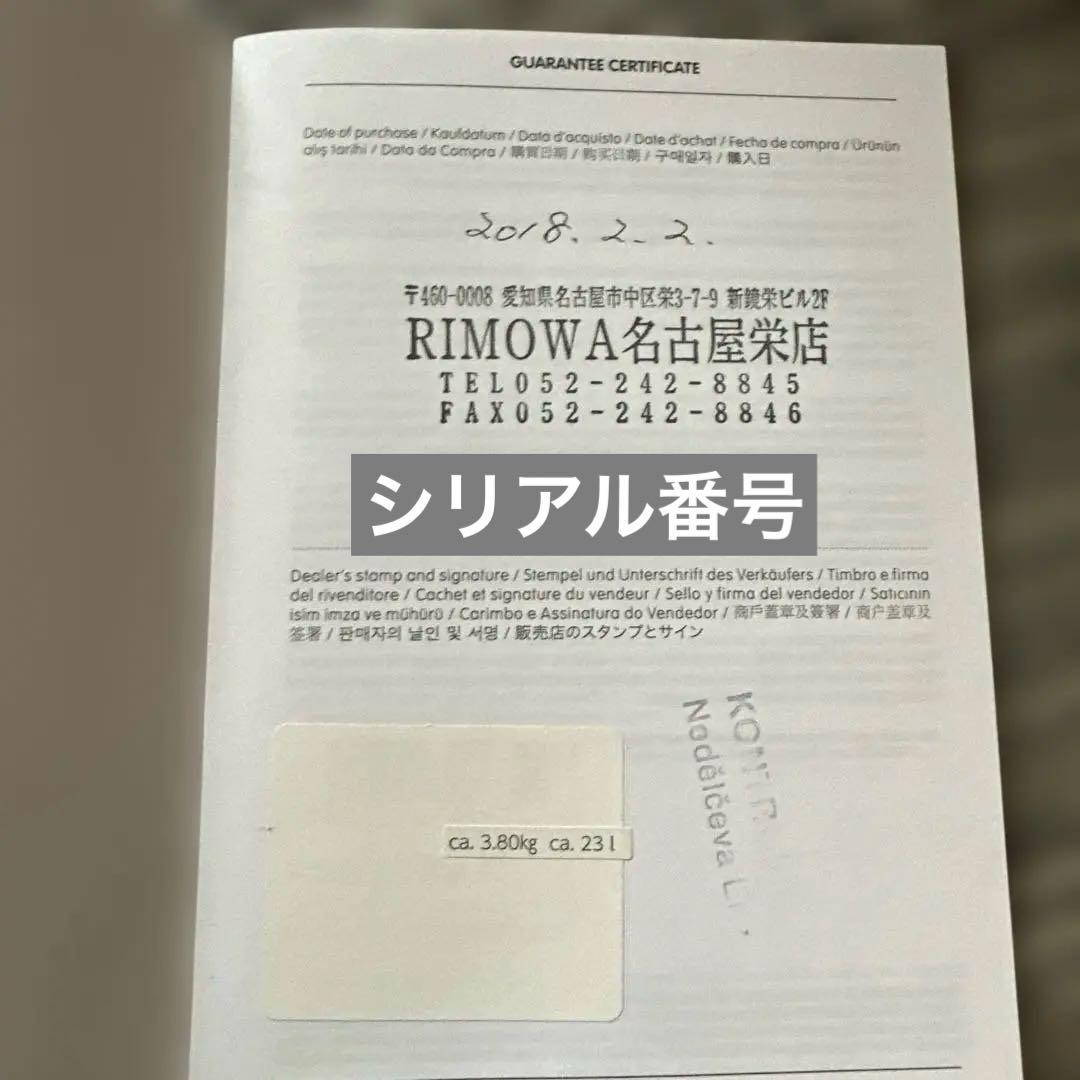 GUARANTEE CERTIFICATE
Date of purchase / Kaufdatum / Data d'acquisto / Date d'achat / Fecha de compra / Ürünün
alış tarihi / Data da Compra / 購買日期 / 购买日期 / 구매일자 / 購入日
2018. 2. 2.
〒460-0008 愛知県名古屋市中区栄3-7-9 新鏡栄ビル2F
RIMOWA名古屋栄店
TEL052-242-8845
FAX052-242-8846
シリアル番号
Dealer's stamp and signature / Stempel und Unterschrift des Verkäufers / Timbro e firma
del rivenditore / Cachet et signature du vendeur / Sello y firma del vendedor / Satıcının
isim imza ve mühürü / Carimbo e Assinatura do Vendedor / 商戶蓋章及簽署 / 商户盖章及
签署 / 판매자의 날인 및 서명 / 販売店のスタンプとサイン
Nadělčeva
ca. 3.80kg ca. 23 l